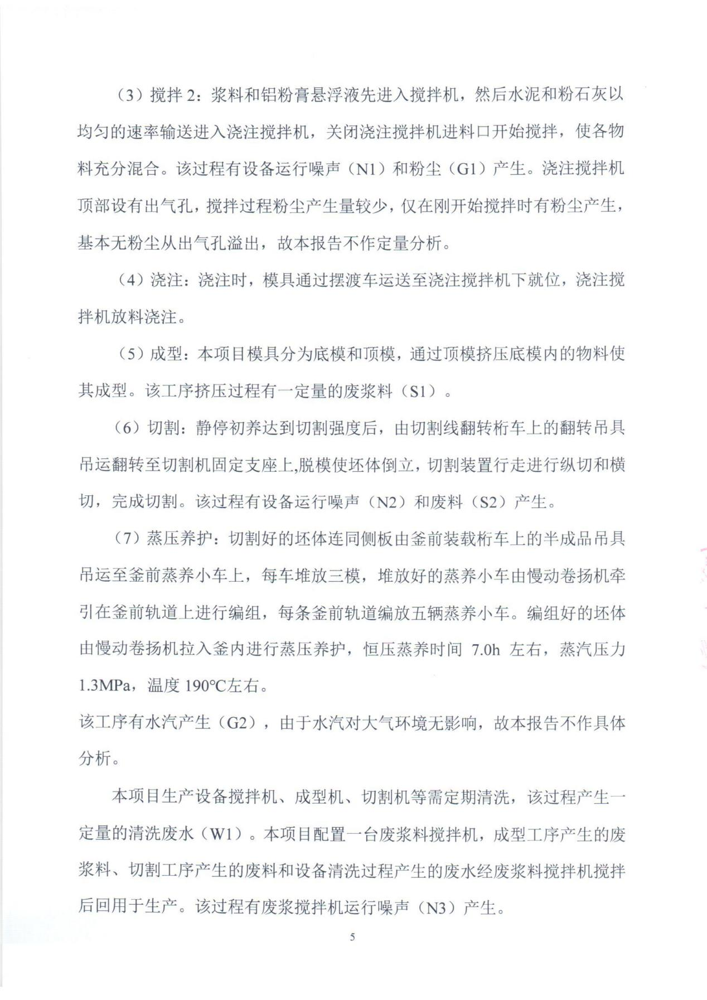 （3）搅拌 2：浆料和铝粉膏悬浮液先进入搅拌机，然后水泥和粉石灰以
均匀的速率输送进入浇注搅拌机，关闭浇注搅拌机进料口开始搅拌，使各物
料充分混合。该过程有设备运行噪声（N1）和粉尘（G1）产生。浇注搅拌机
顶部设有出气孔，搅拌过程粉尘产生量较少，仅在刚开始搅拌时有粉尘产生，
基本无粉尘从出气孔溢出，故本报告不作定量分析。
（4）浇注：浇注时，模具通过摆渡车运送至浇注搅拌机下就位，浇注搅
拌机放料浇注。
（5）成型：本项目模具分为底模和顶模，通过顶模挤压底模内的物料使
其成型。该工序挤压过程有一定量的废浆料（S1）。
（6）切割：静停初养达到切割强度后，由切割线翻转桁车上的翻转吊具
吊运翻转至切割机固定支座上,脱模使坯体倒立，切割装置行走进行纵切和横
切，完成切割。该过程有设备运行噪声（N2）和废料（S2）产生。
（7）蒸压养护：切割好的坯体连同侧板由釜前装载桁车上的半成品吊具
吊运至釜前蒸养小车上，每车堆放三模，堆放好的蒸养小车由慢动卷扬机牵
引在釜前轨道上进行编组，每条釜前轨道编放五辆蒸养小车。编组好的坯体
由慢动卷扬机拉入釜内进行蒸压养护，恒压蒸养时间 7.0h 左右，蒸汽压力
1.3MPa，温度 190℃左右。
该工序有水汽产生（G2），由于水汽对大气环境无影响，故本报告不作具体
分析。
本项目生产设备搅拌机、成型机、切割机等需定期清洗，该过程产生一
定量的清洗废水（W1）。本项目配置一台废浆料搅拌机，成型工序产生的废
浆料、切割工序产生的废料和设备清洗过程产生的废水经废浆料搅拌机搅拌
后回用于生产。该过程有废浆搅拌机运行噪声（N3）产生。
5